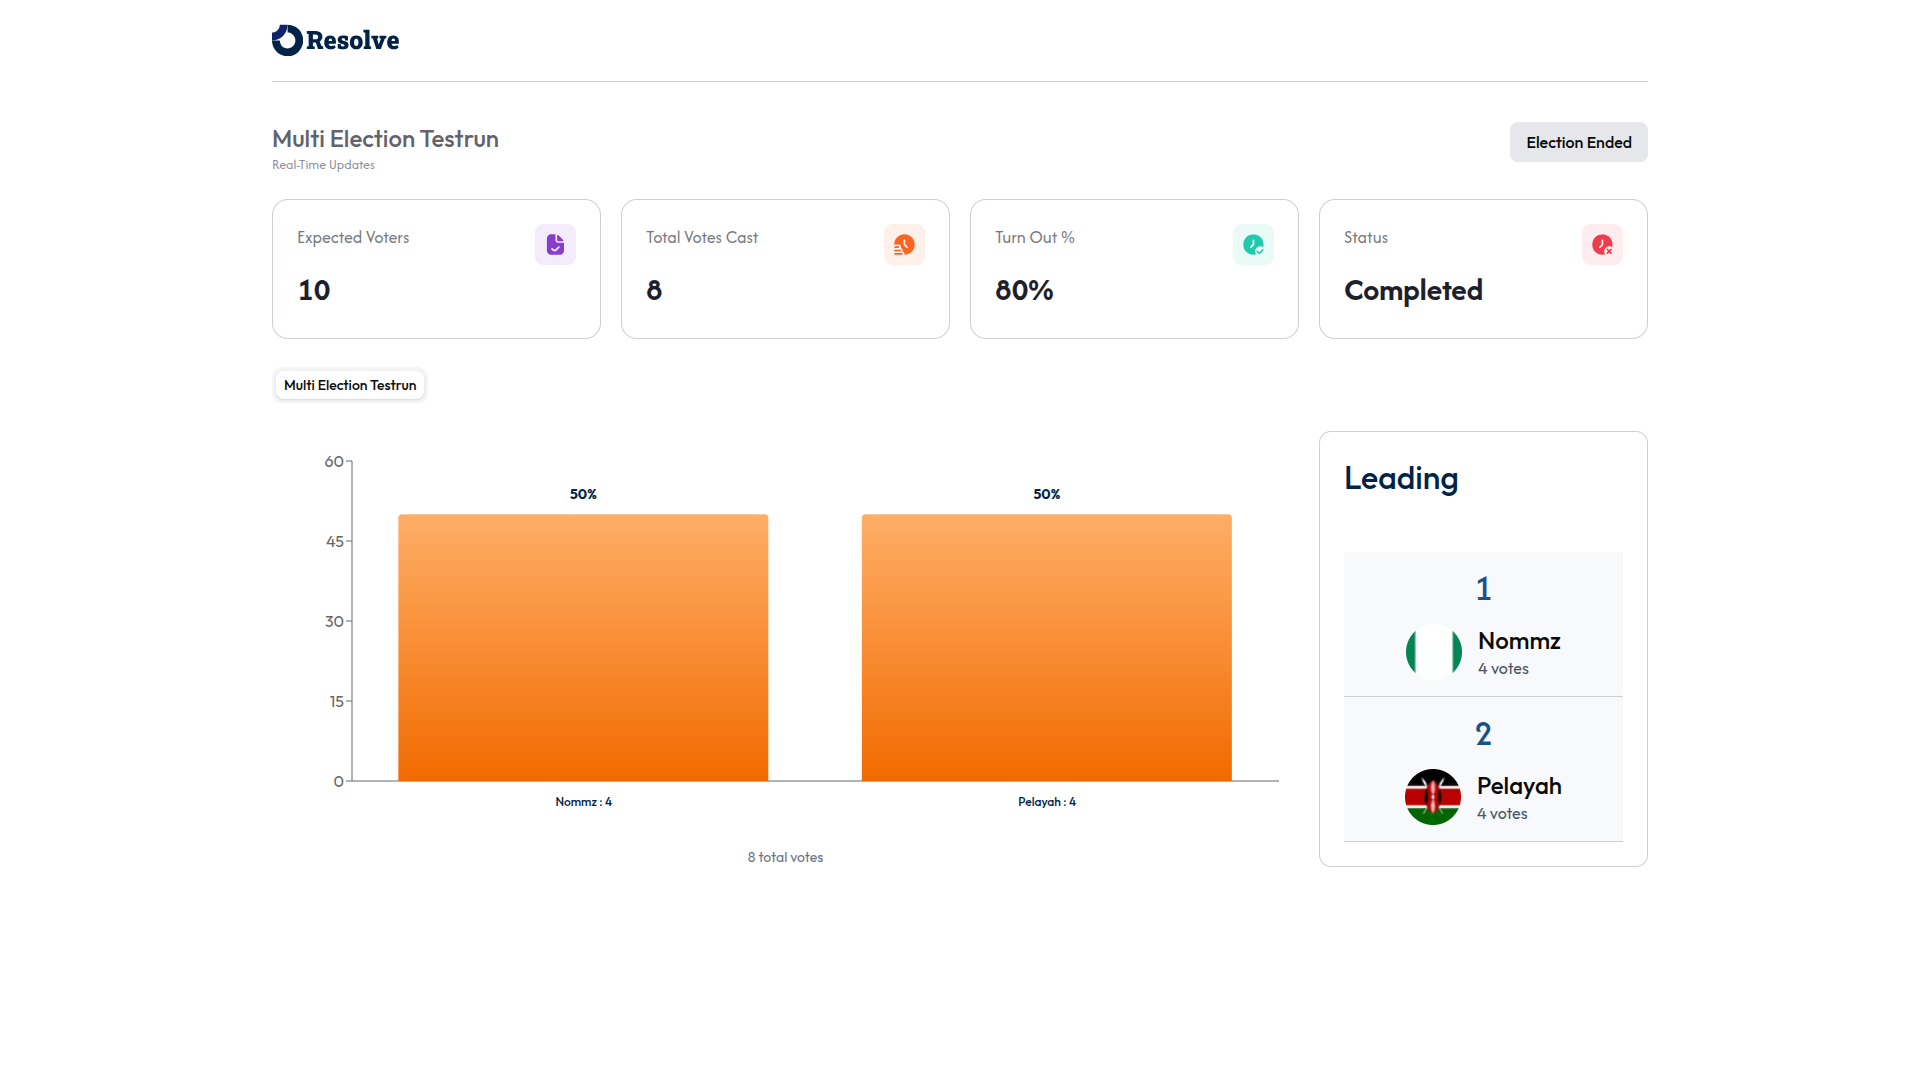 Resolve
Multi Election Testrun
Real-Time Updates
Election Ended
Expected Voters
10
Total Votes Cast
8
Turn Out %
80%
Status
Completed
Multi Election Testrun
60
45
30
15
0
50%
50%
Nommz : 4
Pelayah : 4
8 total votes
Leading
1
Nommz
4 votes
2
Pelayah
4 votes